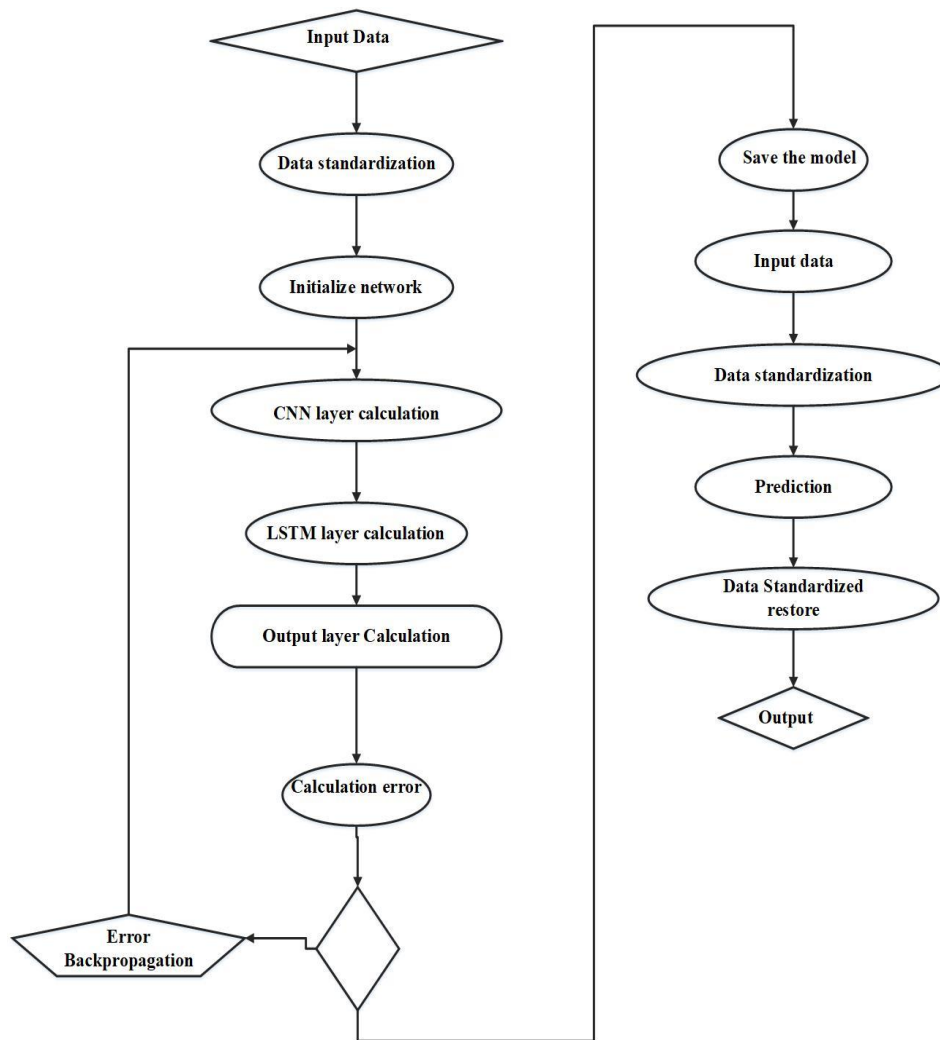 Input Data
Data standardization
Initialize network
CNN layer calculation
LSTM layer calculation
Output layer Calculation
Calculation error
Error
Backpropagation
Save the model
Input data
Data standardization
Prediction
Data Standardized
restore
Output